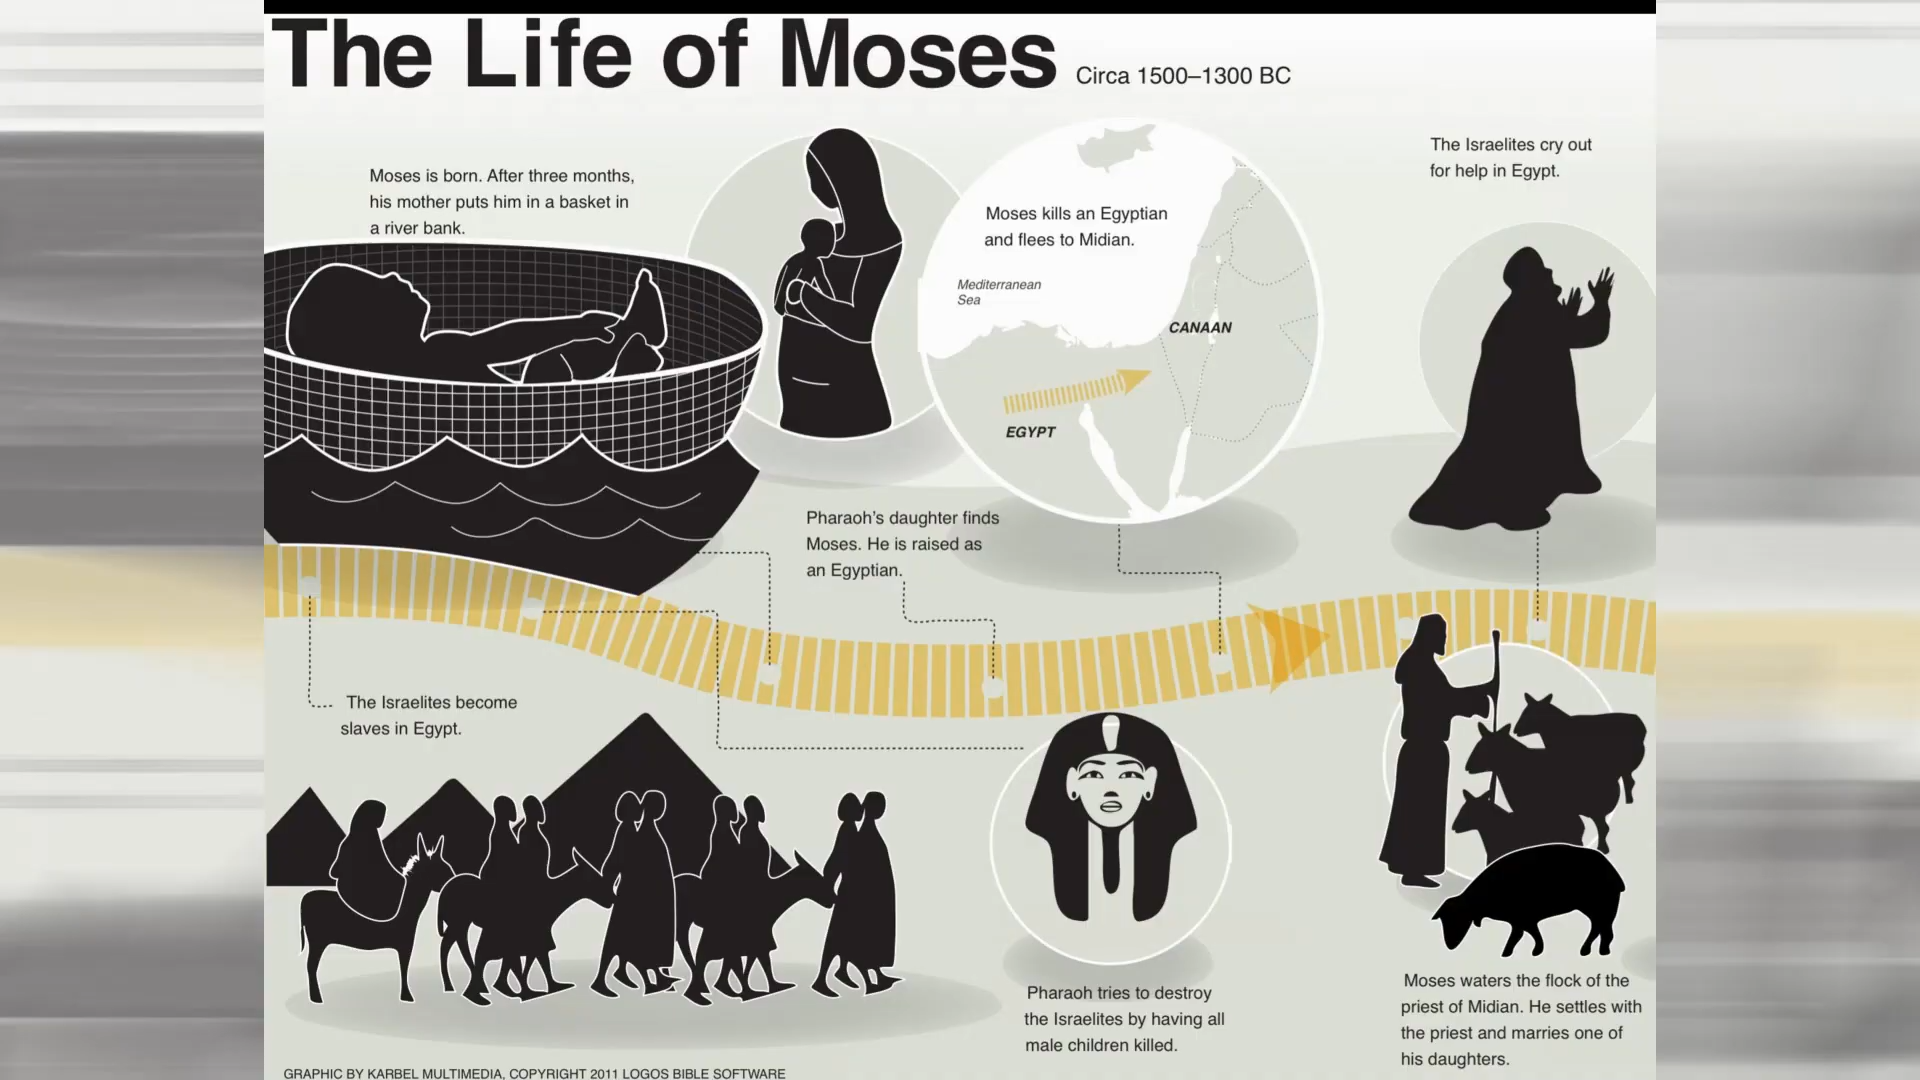 The Life of Moses Circa 1500–1300 BC
Moses is born. After three months,
his mother puts him in a basket in
a river bank.
Moses kills an Egyptian
and flees to Midian.
Mediterranean
Sea
CANAAN
EGYPT
The Israelites cry out
for help in Egypt.
Pharaoh’s daughter finds
Moses. He is raised as
an Egyptian.
The Israelites become
slaves in Egypt.
Pharaoh tries to destroy
the Israelites by having all
male children killed.
Moses waters the flock of the
priest of Midian. He settles with
the priest and marries one of
his daughters.
GRAPHIC BY KARBEL MULTIMEDIA, COPYRIGHT 2011 LOGOS BIBLE SOFTWARE